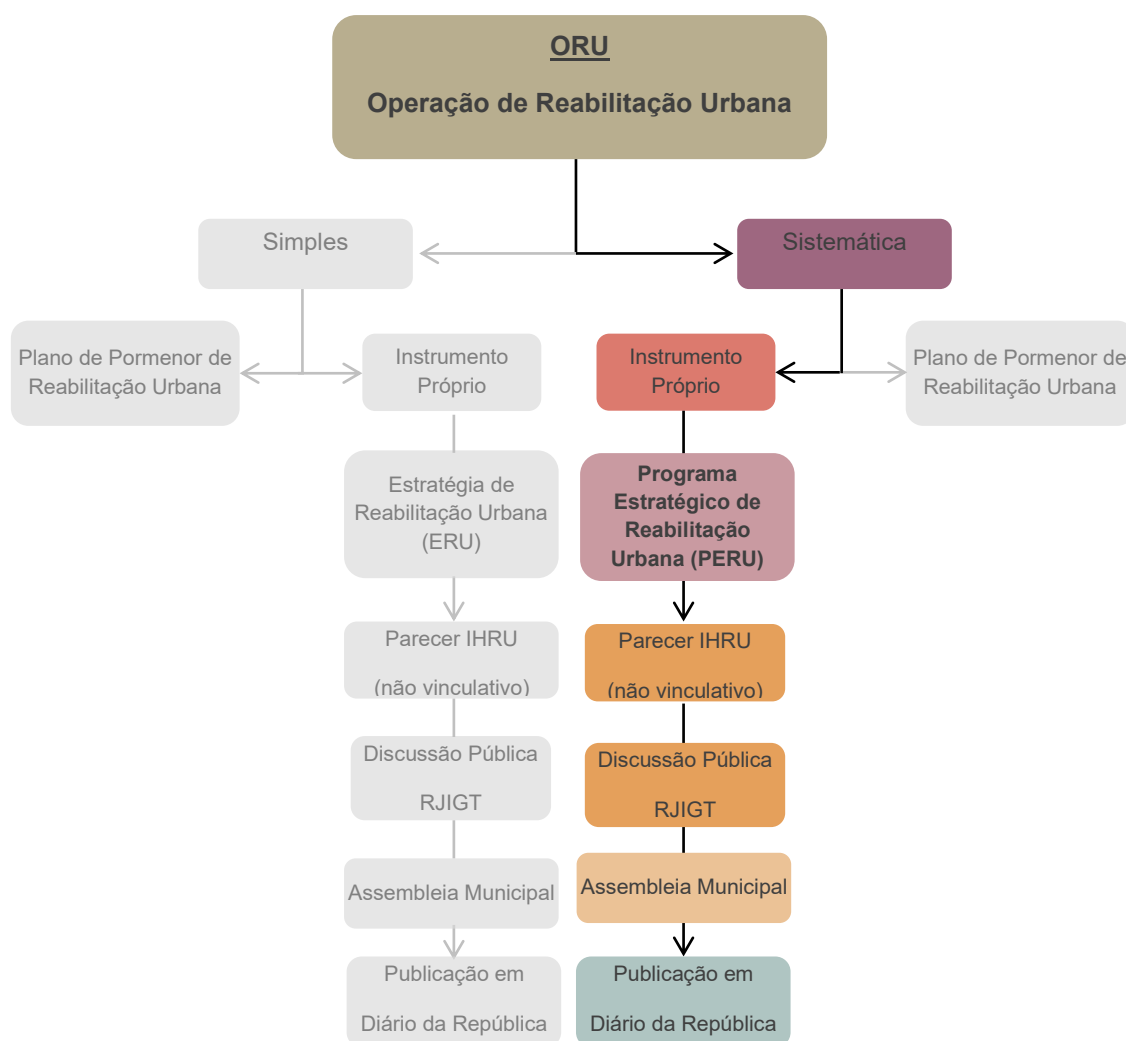 ORU
Operação de Reabilitação Urbana
Simples
Sistemática
Plano de Pormenor de
Reabilitação Urbana
Instrumento
Próprio
Instrumento
Próprio
Plano de Pormenor de
Reabilitação Urbana
Estratégia de
Reabilitação Urbana
(ERU)
Programa
Estratégico de
Reabilitação
Urbana (PERU)
Parecer IHRU
(não vinculativo)
Parecer IHRU
(não vinculativo)
Discussão Pública
RJIGT
Discussão Pública
RJIGT
Assembleia Municipal
Assembleia Municipal
Publicação em
Diário da República
Publicação em
Diário da República